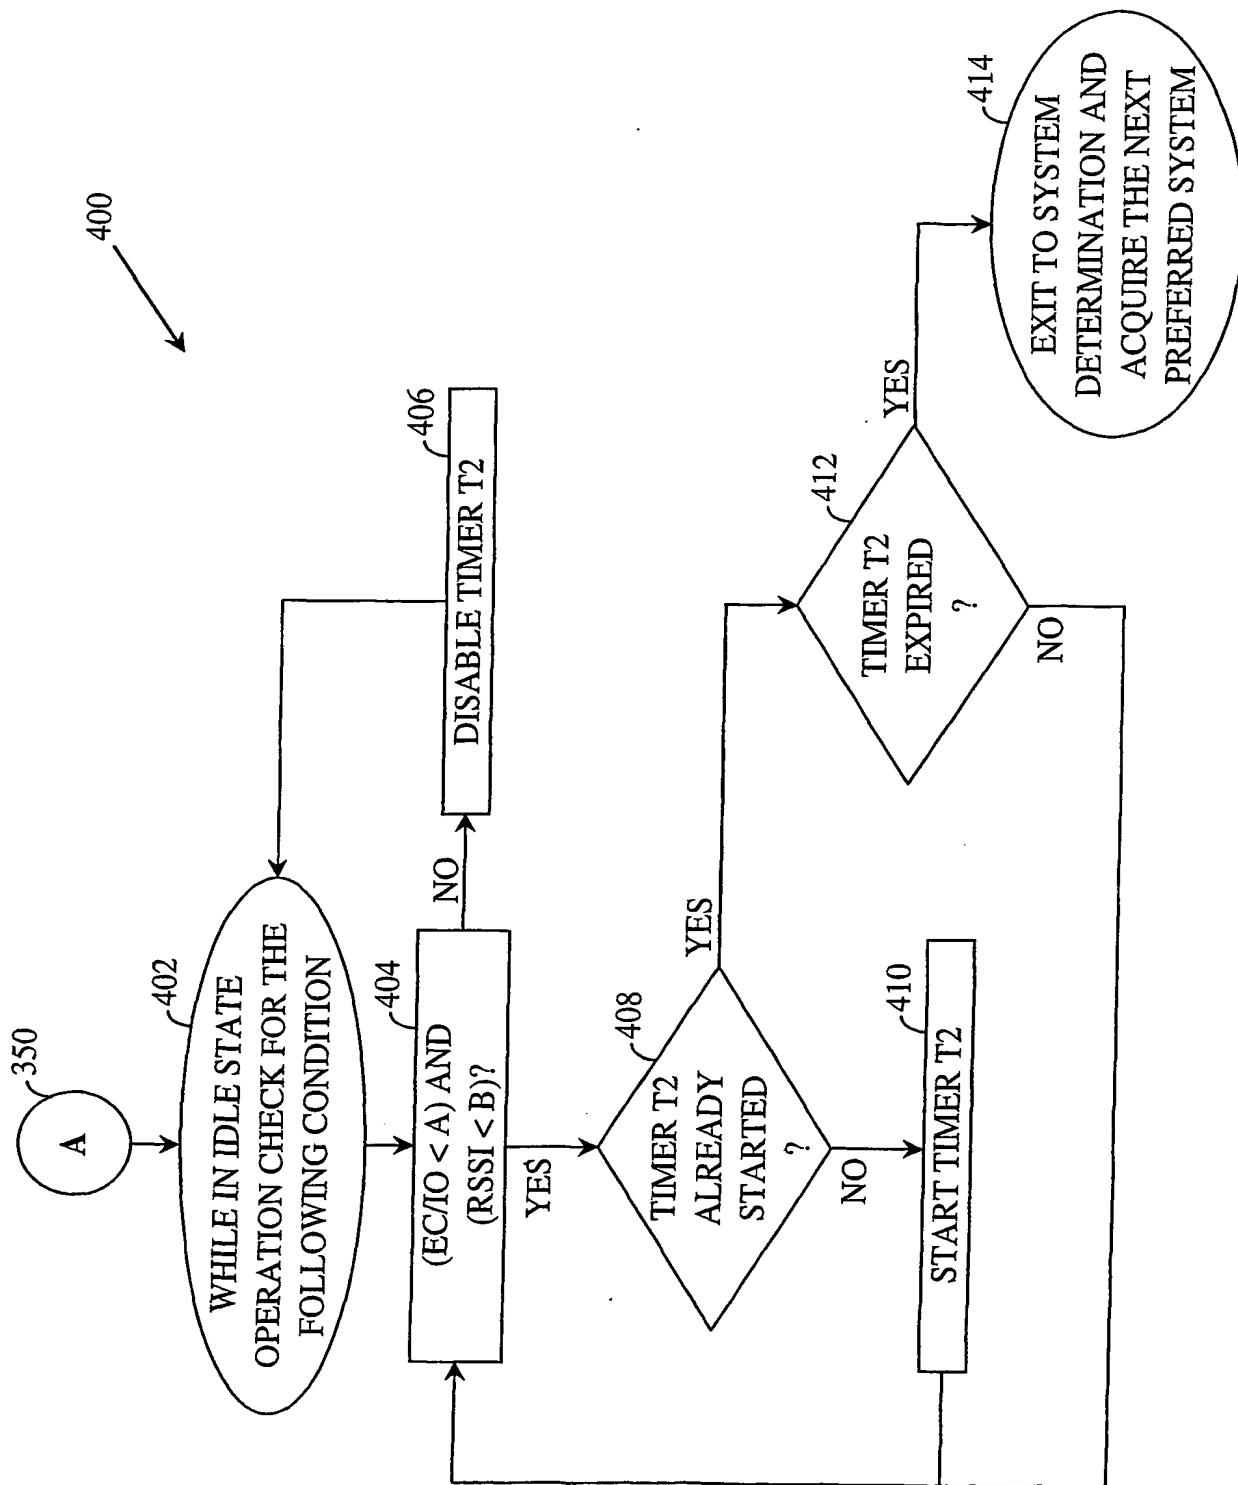 400
350
A
402
WHILE IN IDLE STATE
OPERATION CHECK FOR THE
FOLLOWING CONDITION
404
(EC/IO < A) AND
(RSSI < B)?
NO
406
DISABLE TIMER T2
YES
408
TIMER T2
ALREADY
STARTED
?
YES
NO
410
START TIMER T2
412
TIMER T2
EXPIRED
?
YES
NO
414
EXIT TO SYSTEM
DETERMINATION AND
ACQUIRE THE NEXT
PREFERRED SYSTEM